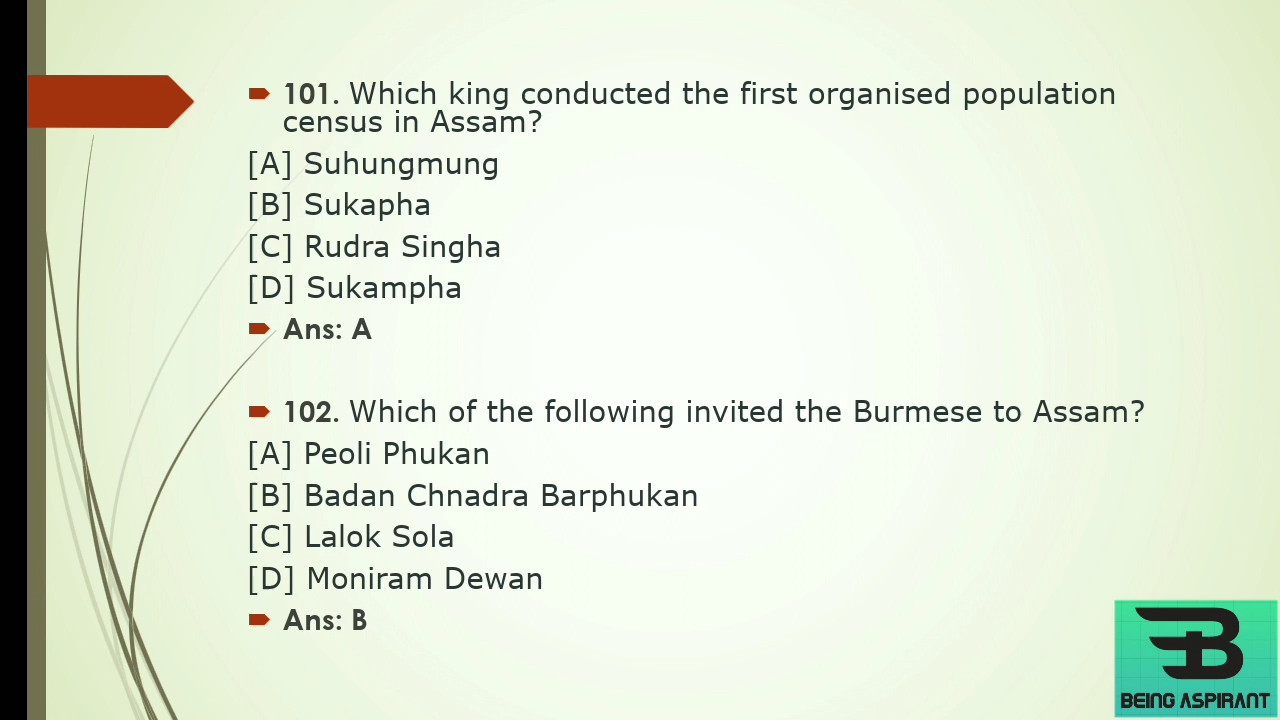 101. Which king conducted the first organised population
census in Assam?
[A] Suhungmung
[B] Sukapha
[C] Rudra Singha
[D] Sukampha
Ans: A
102. Which of the following invited the Burmese to Assam?
[A] Peoli Phukan
[B] Badan Chnadra Barphukan
[C] Lalok Sola
[D] Moniram Dewan
Ans: B
B
BEING ASPIRANT